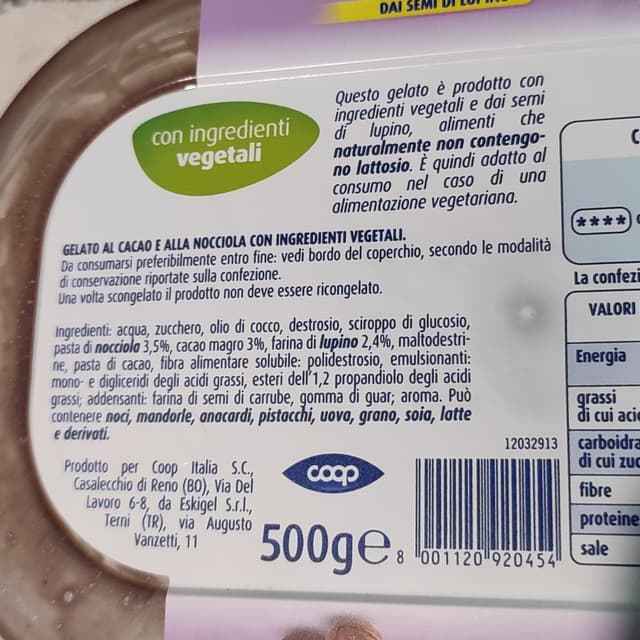 DAI SEMI DI LUPINO
con ingredienti
vegetali
Questo gelato è prodotto con
ingredienti vegetali e dai semi
di lupino, alimenti che
naturalmente non contengo-
no lattosio. È quindi adatto al
consumo nel caso di una
alimentazione vegetariana.
GELATO AL CACAO E ALLA NOCCIOLA CON INGREDIENTI VEGETALI.
Da consumarsi preferibilmente entro fine: vedi bordo del coperchio, secondo le modalità
di conservazione riportate sulla confezione.
Una volta scongelato il prodotto non deve essere ricongelato.
Ingredienti: acqua, zucchero, olio di cocco, destrosio, sciroppo di glucosio,
pasta di nocciola 3,5%, cacao magro 3%, farina di lupino 2,4%, maltodestri-
ne, pasta di cacao, fibra alimentare solubile: polidestrosio, emulsionanti:
mono- e digliceridi degli acidi grassi, esteri dell'1,2 propandiolo degli acidi
grassi; addensanti: farina di semi di carrube, gomma di guar; aroma. Può
contenere noci, mandorle, anacardi, pistacchi, uova, grano, soia, latte
e derivati.
Prodotto per Coop Italia S.C.,
Casalecchio di Reno (BO), Via Del
Lavoro 6-8, da Eskigel S.r.l.,
Terni (TR), via Augusto
Vanzetti, 11
coop
500g e
12032913
8 001120 920454
C
****
La confezi
VALORI
Energia
grassi
di cui acid
carboidra
di cui zuc
fibre
proteine
sale